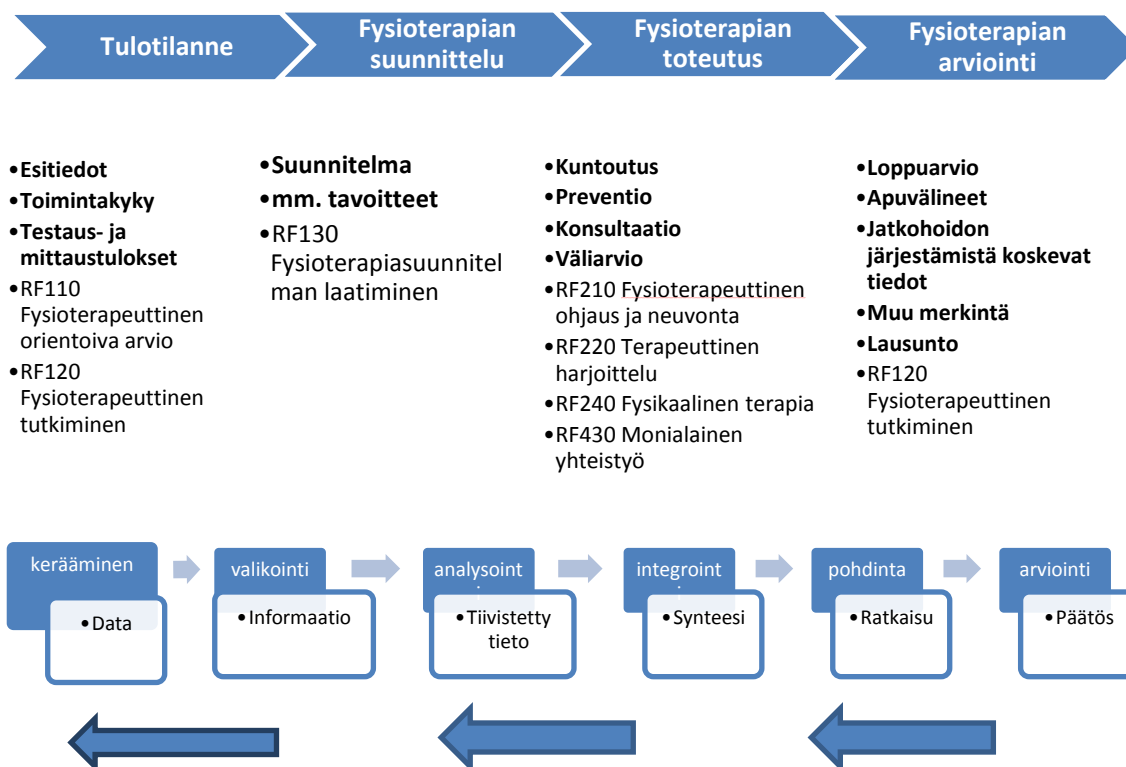 Tulotilanne
Fysioterapian
suunnittelu
Fysioterapian
toteutus
Fysioterapian
arviointi
•Esitiedot
•Toimintakyky
•Testaus- ja
mittaustulokset
•RF110
Fysioterapeuttinen
orientoiva arvio
•RF120
Fysioterapeuttinen
tutkiminen
•Suunnitelma
•mm. tavoitteet
•RF130
Fysioterapiasuunnitel
man laatiminen
•Kuntoutus
•Preventio
•Konsultaatio
•Väliarvio
•RF210 Fysioterapeuttinen
ohjaus ja neuvonta
•RF220 Terapeuttinen
harjoittelu
•RF240 Fysikaalinen terapia
•RF430 Monialainen
yhteistyö
•Loppuarvio
•Apuvälineet
•Jatkohoidon
järjestämistä koskevat
tiedot
•Muu merkintä
•Lausunto
•RF120
Fysioterapeuttinen
tutkiminen
kerääminen
•Data
valikointi
•Informaatio
analysoint
i
•Tiivistetty
tieto
integroint
i
•Synteesi
pohdinta
•Ratkaisu
arviointi
•Päätös